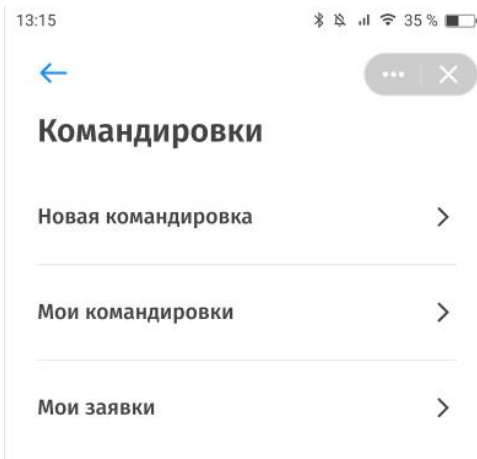 13:15 35 %
Командировки
Новая командировка
Мои командировки
Мои заявки